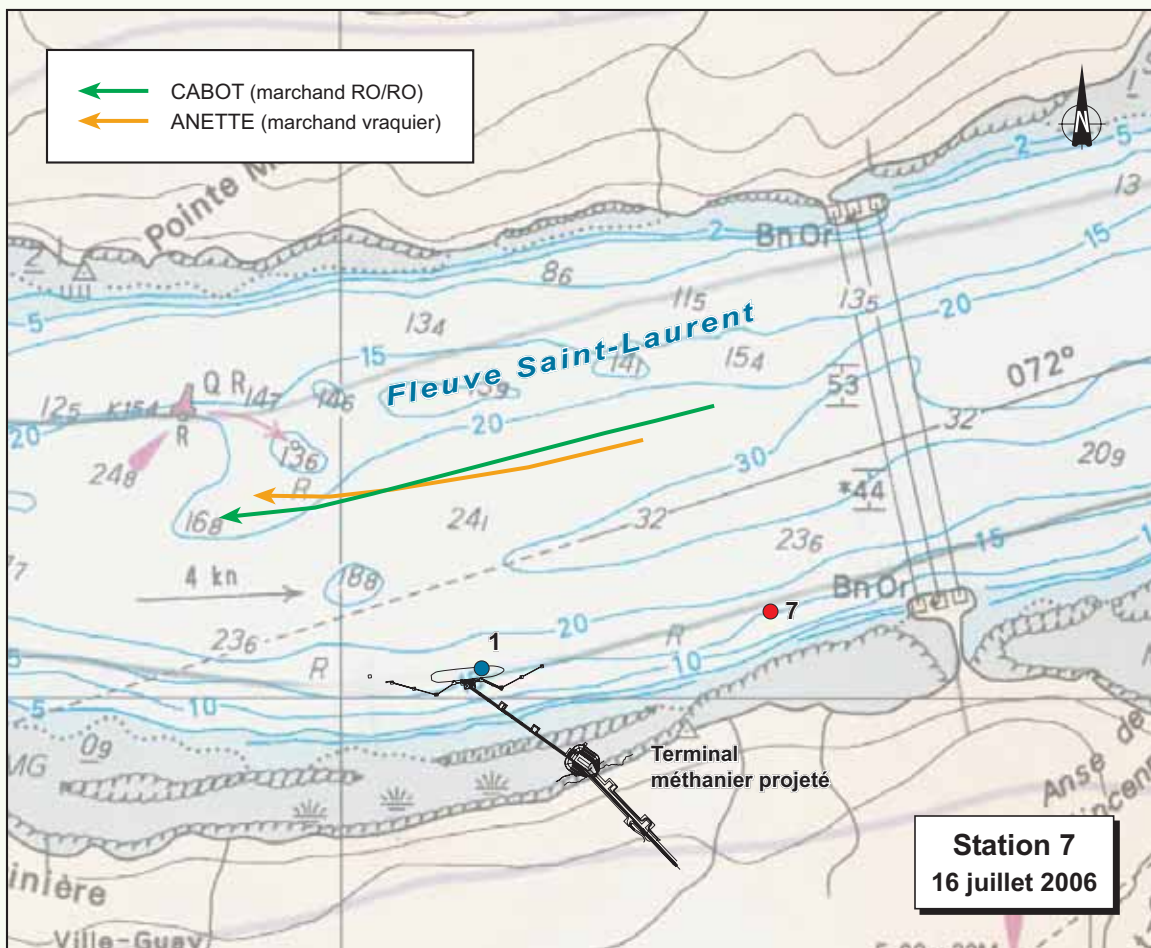 CABOT (marchand RO/RO)
ANETTE (marchand vraquier)
N
Pointe
Bn Or
Fleuve Saint-Laurent
2
5
13
15
20
2
8₆
13₄
11₅
13₅
15
15₄
14₁
13₉
14₆
5
12₅
K154
Q R
14₇
R
20
24₈
13₆
R
20
53
072°
32
30
*44
20₉
16₈
24₁
32
23₆
15
4 kn
18₈
Bn Or
7
23₆
R
20
1
R
10
5
10
0₉
MG
Terminal
méthanier projeté
Anse de
Station 7
16 juillet 2006
inière
Ville-Guay